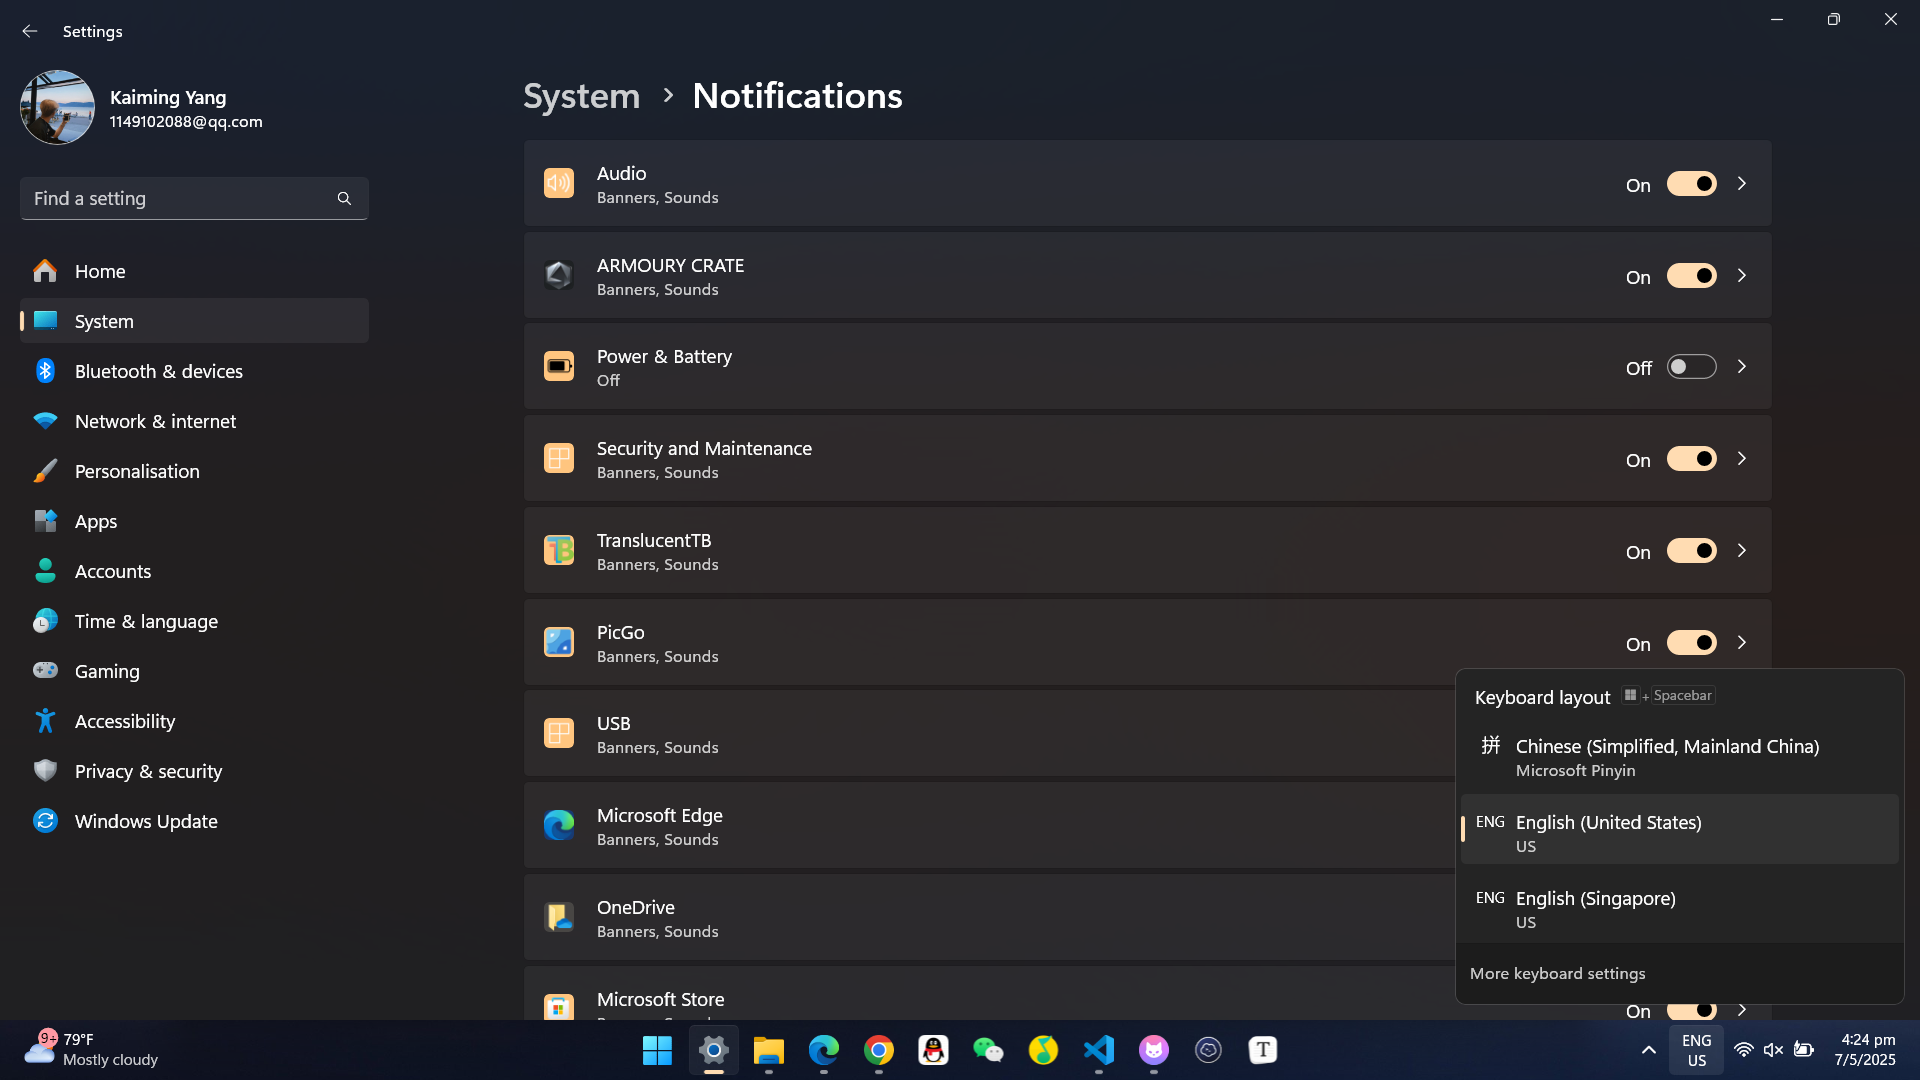 Settings
Kaiming Yang
1149102088@qq.com
Find a setting
Home
System
Bluetooth & devices
Network & internet
Personalisation
Apps
Accounts
Time & language
Gaming
Accessibility
Privacy & security
Windows Update
System > Notifications
Audio
Banners, Sounds
On
ARMOURY CRATE
Banners, Sounds
On
Power & Battery
Off
Off
Security and Maintenance
Banners, Sounds
On
TranslucentTB
Banners, Sounds
On
PicGo
Banners, Sounds
On
USB
Banners, Sounds
Microsoft Edge
Banners, Sounds
OneDrive
Banners, Sounds
Microsoft Store
On
Keyboard layout + Spacebar
拼 Chinese (Simplified, Mainland China)
Microsoft Pinyin
ENG English (United States)
US
ENG English (Singapore)
US
More keyboard settings
9+ 79°F
Mostly cloudy
T
ENG
US
4:24 pm
7/5/2025